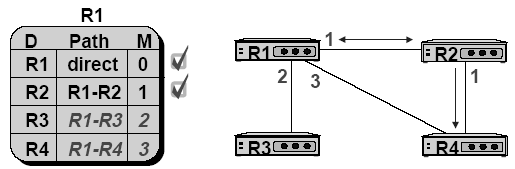 R1
D Path M
R1 direct 0
R2 R1-R2 1
R3 R1-R3 2
R4 R1-R4 3
R1 1 R2
2 3 1
R3 R4